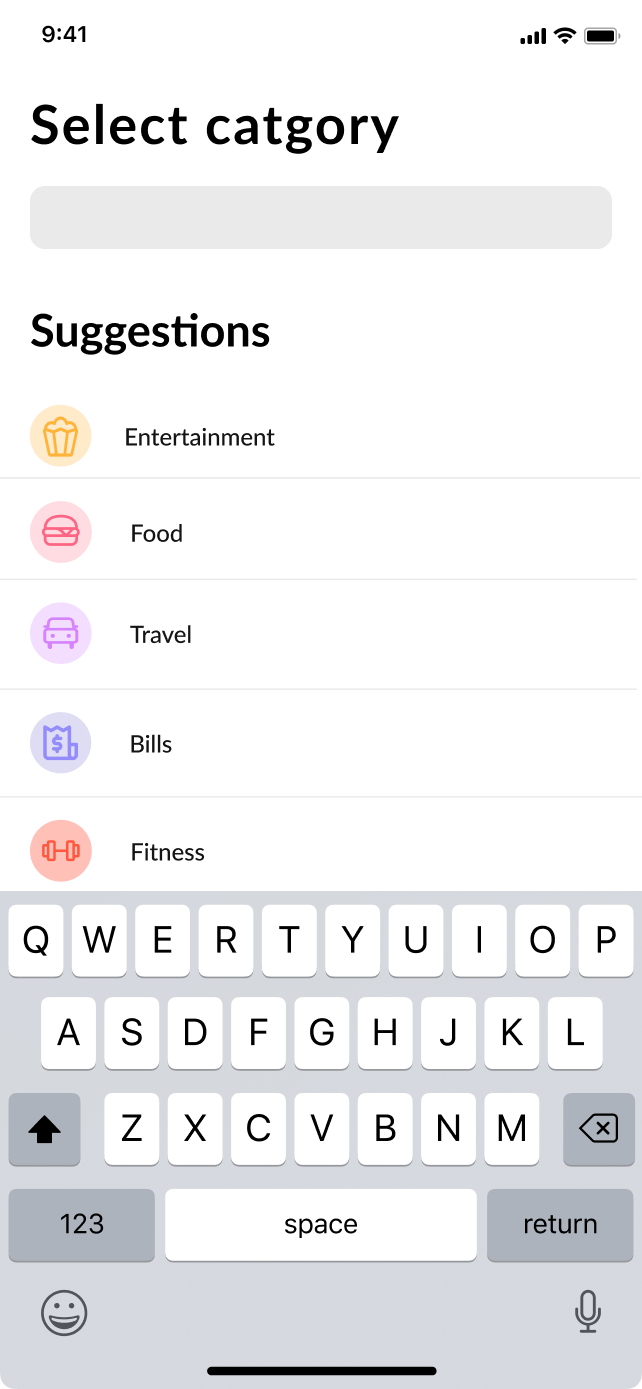 9:41
Select catgory
Suggestions
Entertainment
Food
Travel
Bills
Fitness
Q W E R T Y U I O P
A S D F G H J K L
Z X C V B N M
123 space return